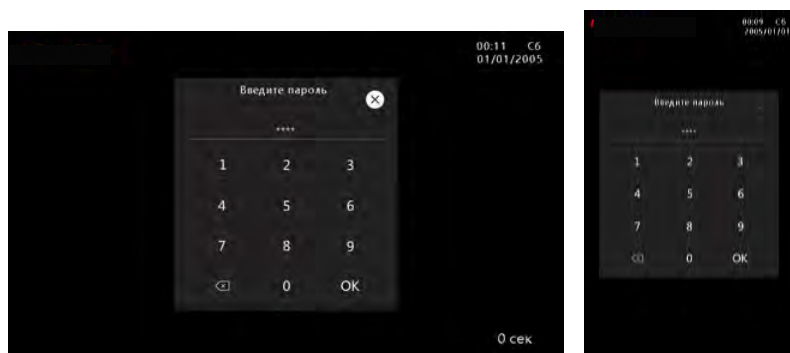 00:11 Сб
01/01/2005
Введите пароль
****
1 2 3
4 5 6
7 8 9
0 OK
0 сек
00:09 Сб
2005/01/01
Введите пароль
****
1 2 3
4 5 6
7 8 9
0 OK